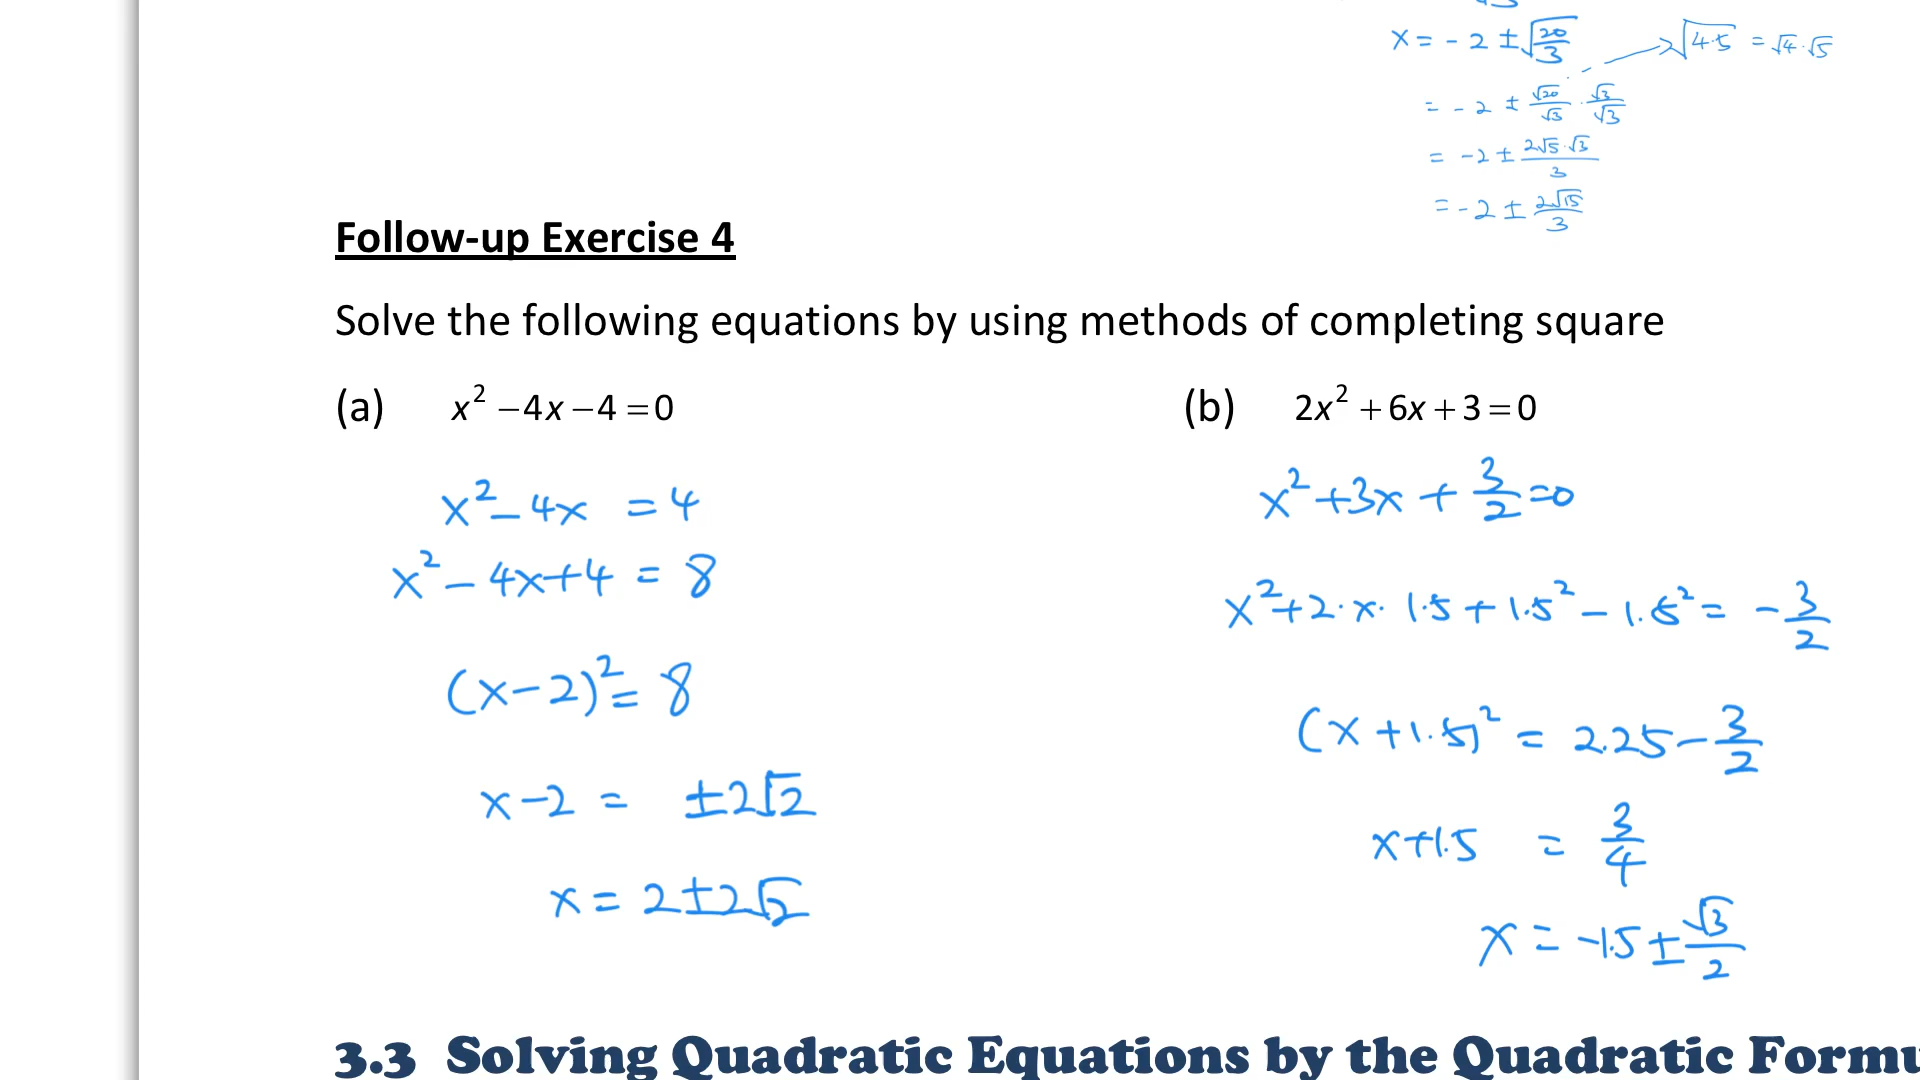 x = - 2 ± √(20/3) → √(4·5) = √4 · √5
= - 2 ± √20/√3 · √3/√3
= - 2 ± 2√5 · √3/3
= - 2 ± 2√15/3
Follow-up Exercise 4
Solve the following equations by using methods of completing square
(a) x² − 4x − 4 = 0
x² - 4x = 4
x² - 4x + 4 = 8
(x - 2)² = 8
x - 2 = ±2√2
x = 2 ± 2√2
(b) 2x² + 6x + 3 = 0
x² + 3x + 3/2 = 0
x² + 2 · x · 1.5 + 1.5² - 1.5² = - 3/2
(x + 1.5)² = 2.25 - 3/2
x + 1.5 = 3/4
x = -1.5 ± √3/2
3.3 Solving Quadratic Equations by the Quadratic Formu